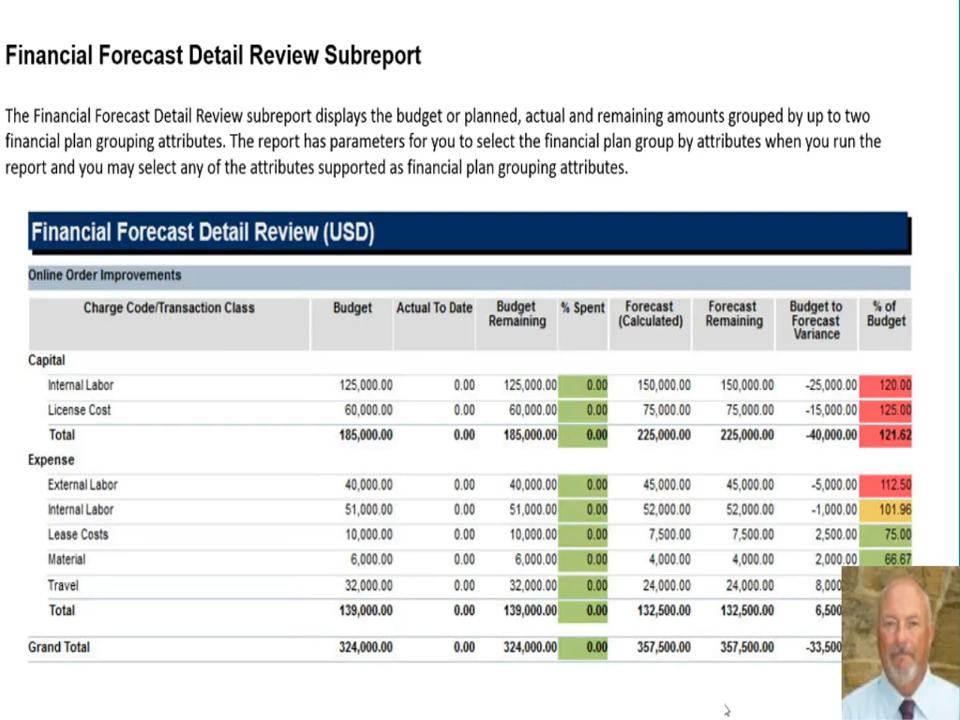 Financial Forecast Detail Review Subreport
The Financial Forecast Detail Review subreport displays the budget or planned, actual and remaining amounts grouped by up to two
financial plan grouping attributes. The report has parameters for you to select the financial plan group by attributes when you run the
report and you may select any of the attributes supported as financial plan grouping attributes.
Financial Forecast Detail Review (USD)
Online Order Improvements
Charge Code/Transaction Class Budget Actual To Date Budget Remaining % Spent Forecast (Calculated) Forecast Remaining Budget to Forecast Variance % of Budget
Capital
Internal Labor 125,000.00 0.00 125,000.00 0.00 150,000.00 150,000.00 -25,000.00 120.00
License Cost 60,000.00 0.00 60,000.00 0.00 75,000.00 75,000.00 -15,000.00 125.00
Total 185,000.00 0.00 185,000.00 0.00 225,000.00 225,000.00 -40,000.00 121.62
Expense
External Labor 40,000.00 0.00 40,000.00 0.00 45,000.00 45,000.00 -5,000.00 112.50
Internal Labor 51,000.00 0.00 51,000.00 0.00 52,000.00 52,000.00 -1,000.00 101.96
Lease Costs 10,000.00 0.00 10,000.00 0.00 7,500.00 7,500.00 2,500.00 75.00
Material 6,000.00 0.00 6,000.00 0.00 4,000.00 4,000.00 2,000.00 66.67
Travel 32,000.00 0.00 32,000.00 0.00 24,000.00 24,000.00 8,000
Total 139,000.00 0.00 139,000.00 0.00 132,500.00 132,500.00 6,500
Grand Total 324,000.00 0.00 324,000.00 0.00 357,500.00 357,500.00 -33,500